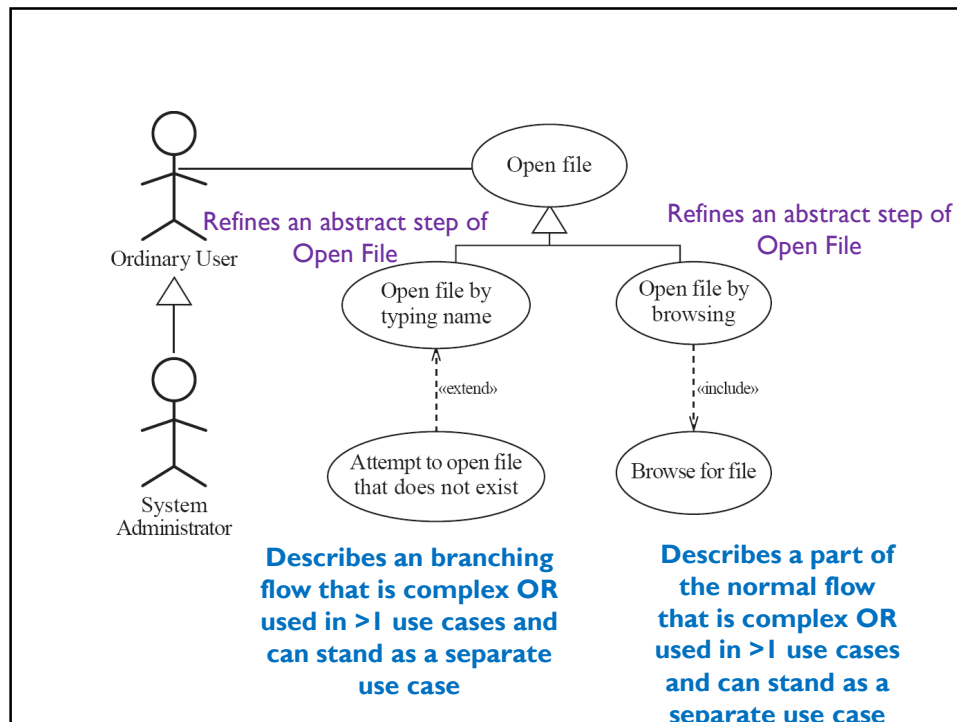 Open file
Refines an abstract step of
Open File
Refines an abstract step of
Open File
Ordinary User
Open file by
typing name
Open file by
browsing
«extend»
«include»
Attempt to open file
that does not exist
Browse for file
System
Administrator
Describes an branching
flow that is complex OR
used in >1 use cases and
can stand as a separate
use case
Describes a part of
the normal flow
that is complex OR
used in >1 use cases
and can stand as a
separate use case